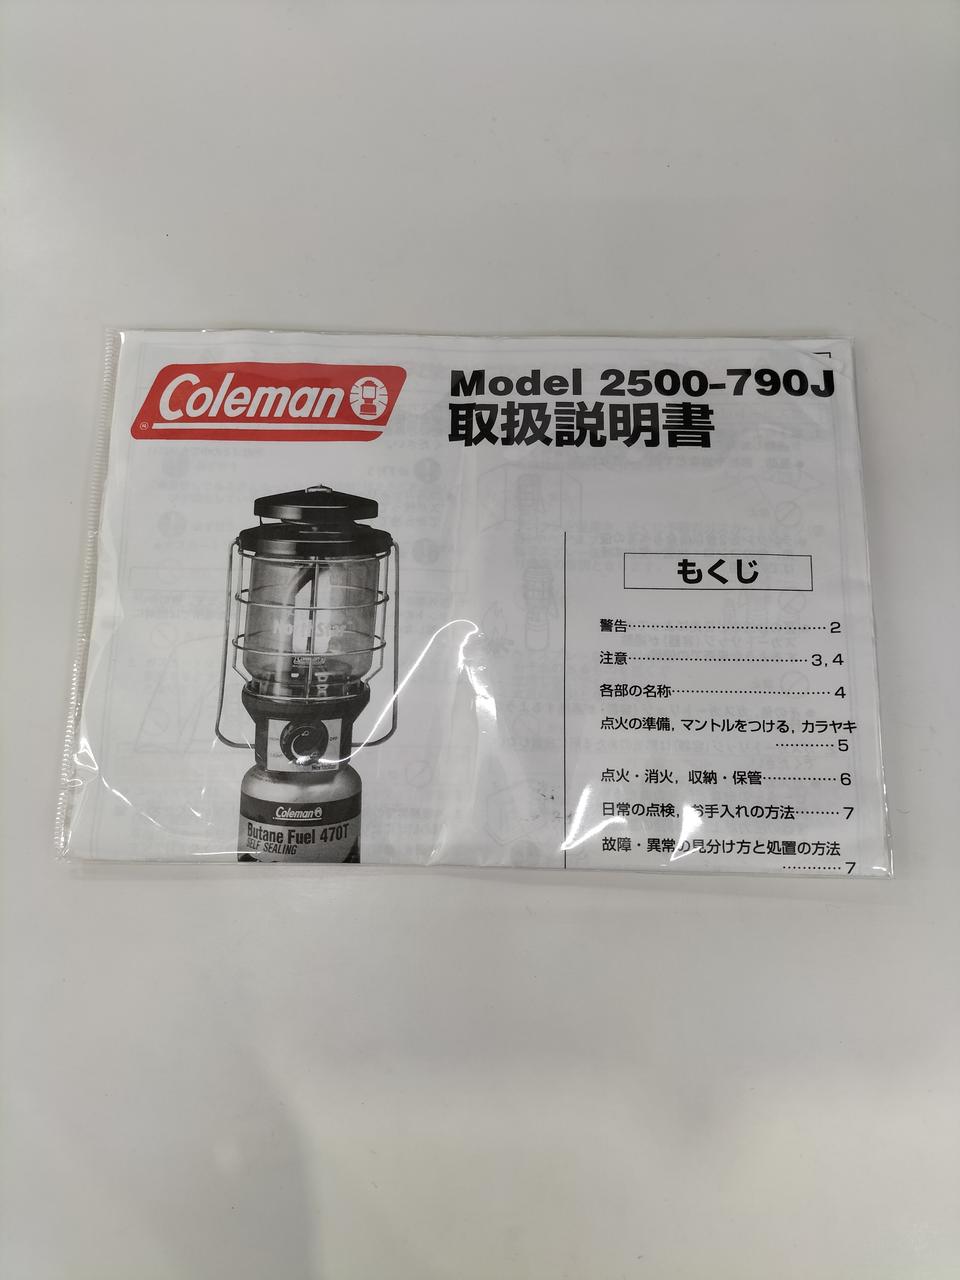 Coleman
Model 2500-790J
取扱説明書
もくじ
警告……………………………………2
注意………………………………3, 4
各部の名称……………………………4
点火の準備, マントルをつける, カラヤキ
…………5
点火・消火, 収納・保管……………6
日常の点検, お手入れの方法………7
故障・異常の見分け方と処置の方法
…………7
North Star
OFF
Coleman
Butane Fuel 470T
SELF SEALING